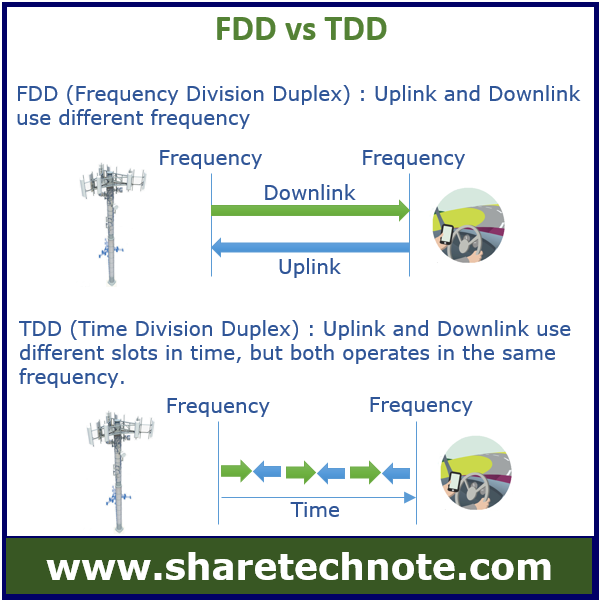 FDD vs TDD
FDD (Frequency Division Duplex) : Uplink and Downlink
use different frequency
Frequency
Frequency
Downlink
Uplink
TDD (Time Division Duplex) : Uplink and Downlink use
different slots in time, but both operates in the same
frequency.
Frequency
Frequency
Time
www.sharetechnote.com